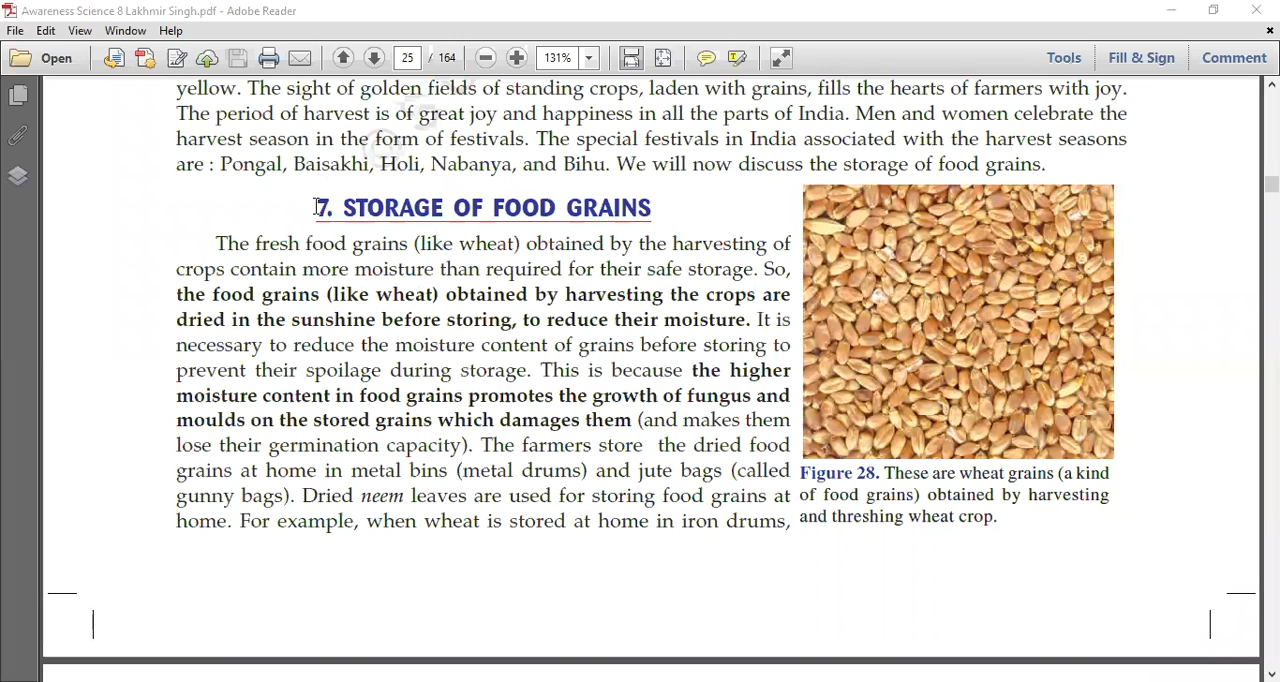 Awareness Science 8 Lakhmir Singh.pdf - Adobe Reader
File Edit View Window Help
Open 25 / 164 131% Tools Fill & Sign Comment
yellow. The sight of golden fields of standing crops, laden with grains, fills the hearts of farmers with joy.
The period of harvest is of great joy and happiness in all the parts of India. Men and women celebrate the
harvest season in the form of festivals. The special festivals in India associated with the harvest seasons
are : Pongal, Baisakhi, Holi, Nabanya, and Bihu. We will now discuss the storage of food grains.
7. STORAGE OF FOOD GRAINS
The fresh food grains (like wheat) obtained by the harvesting of
crops contain more moisture than required for their safe storage. So,
the food grains (like wheat) obtained by harvesting the crops are
dried in the sunshine before storing, to reduce their moisture. It is
necessary to reduce the moisture content of grains before storing to
prevent their spoilage during storage. This is because the higher
moisture content in food grains promotes the growth of fungus and
moulds on the stored grains which damages them (and makes them
lose their germination capacity). The farmers store the dried food
grains at home in metal bins (metal drums) and jute bags (called
gunny bags). Dried neem leaves are used for storing food grains at
home. For example, when wheat is stored at home in iron drums,
Figure 28. These are wheat grains (a kind
of food grains) obtained by harvesting
and threshing wheat crop.